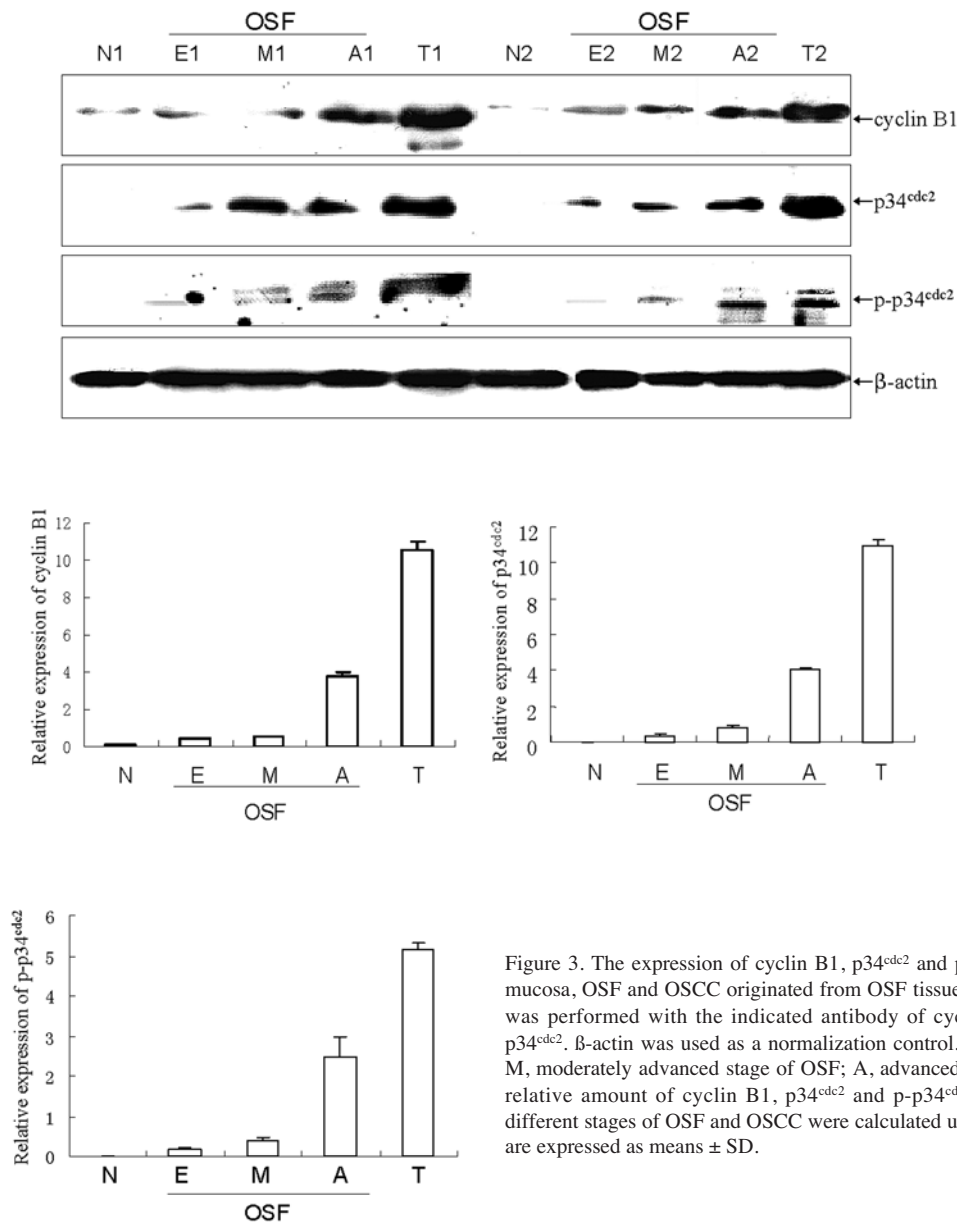 OSF OSF
N1 E1 M1 A1 T1 N2 E2 M2 A2 T2
cyclin B1
p34cdc2
p-p34cdc2
β-actin
Relative expression of cyclin B1
12
10
8
6
4
2
0
N E M A T
OSF
Relative expression of p34cdc2
12
10
8
6
4
2
0
N E M A T
OSF
Relative expression of p-p34cdc2
6
5
4
3
2
1
0
N E M A T
OSF
Figure 3. The expression of cyclin B1, p34cdc2 and p
mucosa, OSF and OSCC originated from OSF tissue
was performed with the indicated antibody of cyc
p34cdc2. ß-actin was used as a normalization control.
M, moderately advanced stage of OSF; A, advanced
relative amount of cyclin B1, p34cdc2 and p-p34cd
different stages of OSF and OSCC were calculated u
are expressed as means ± SD.